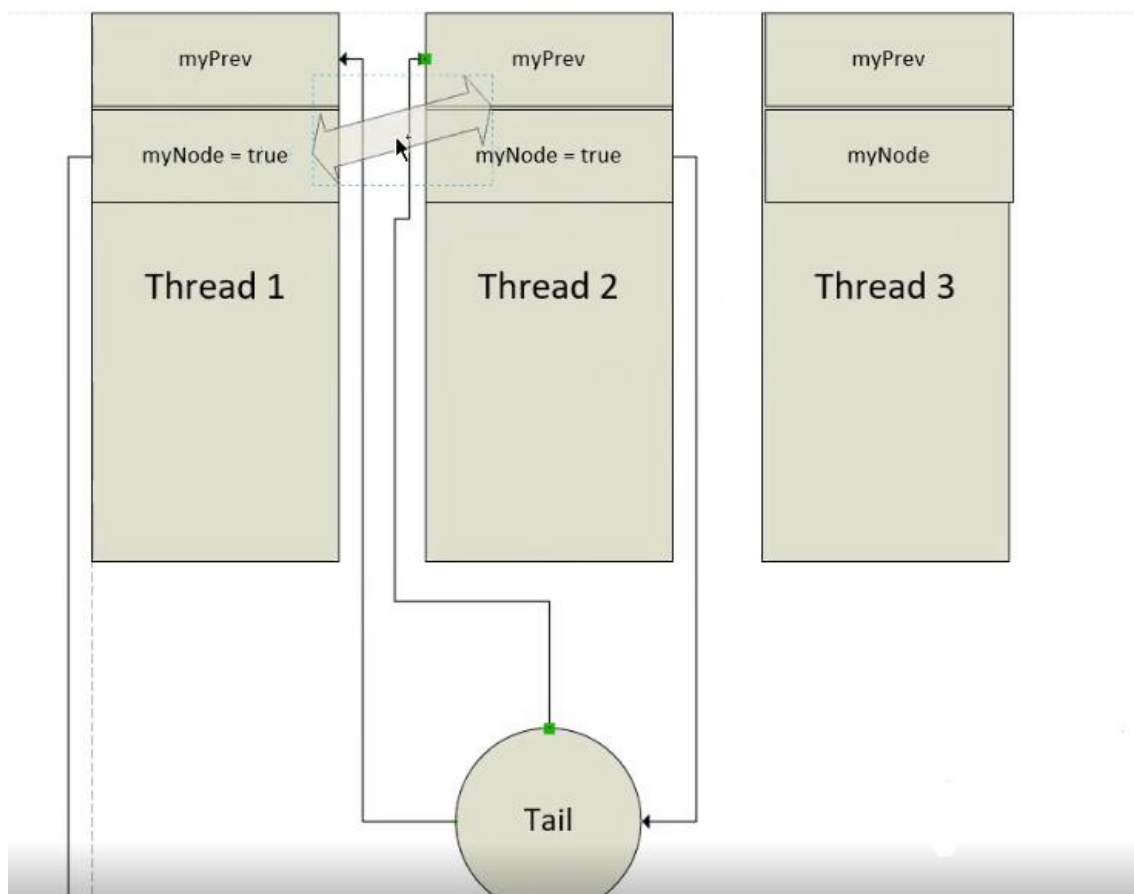 myPrev
myPrev
myPrev
myNode = true
myNode = true
myNode
Thread 1
Thread 2
Thread 3
Tail